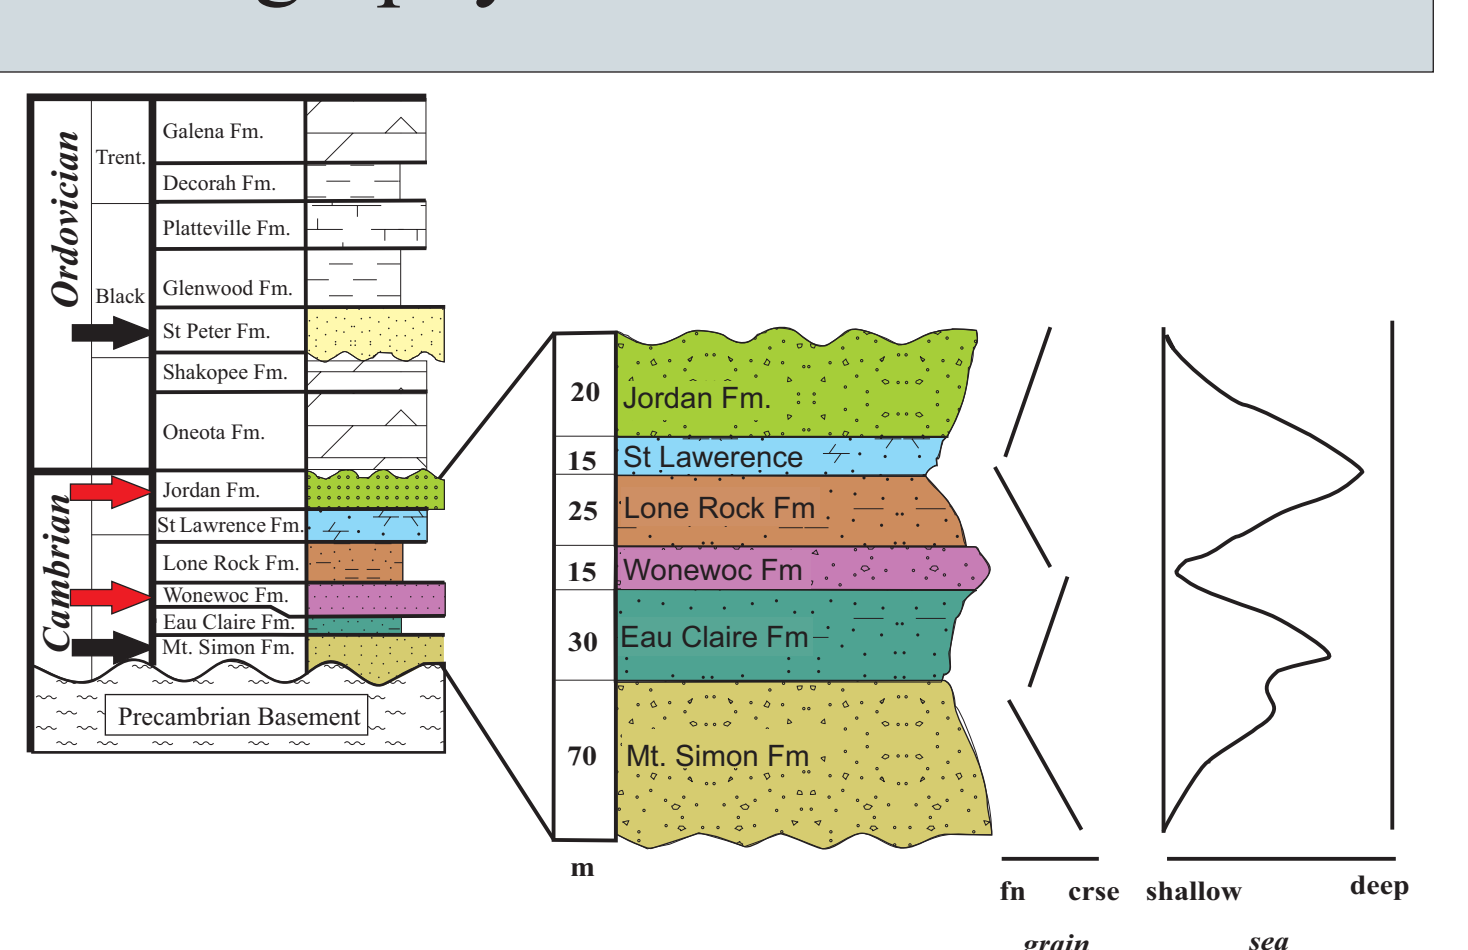 Ordovician
Trent.
Black
Galena Fm.
Decorah Fm.
Platteville Fm.
Glenwood Fm.
St Peter Fm.
Shakopee Fm.
Oneota Fm.
Cambrian
Jordan Fm.
St Lawrence Fm.
Lone Rock Fm.
Wonewoc Fm.
Eau Claire Fm.
Mt. Simon Fm.
Precambrian Basement
20 Jordan Fm.
15 St Lawerence
25 Lone Rock Fm
15 Wonewoc Fm
30 Eau Claire Fm
70 Mt. Simon Fm
m
fn crse shallow deep
grain sea